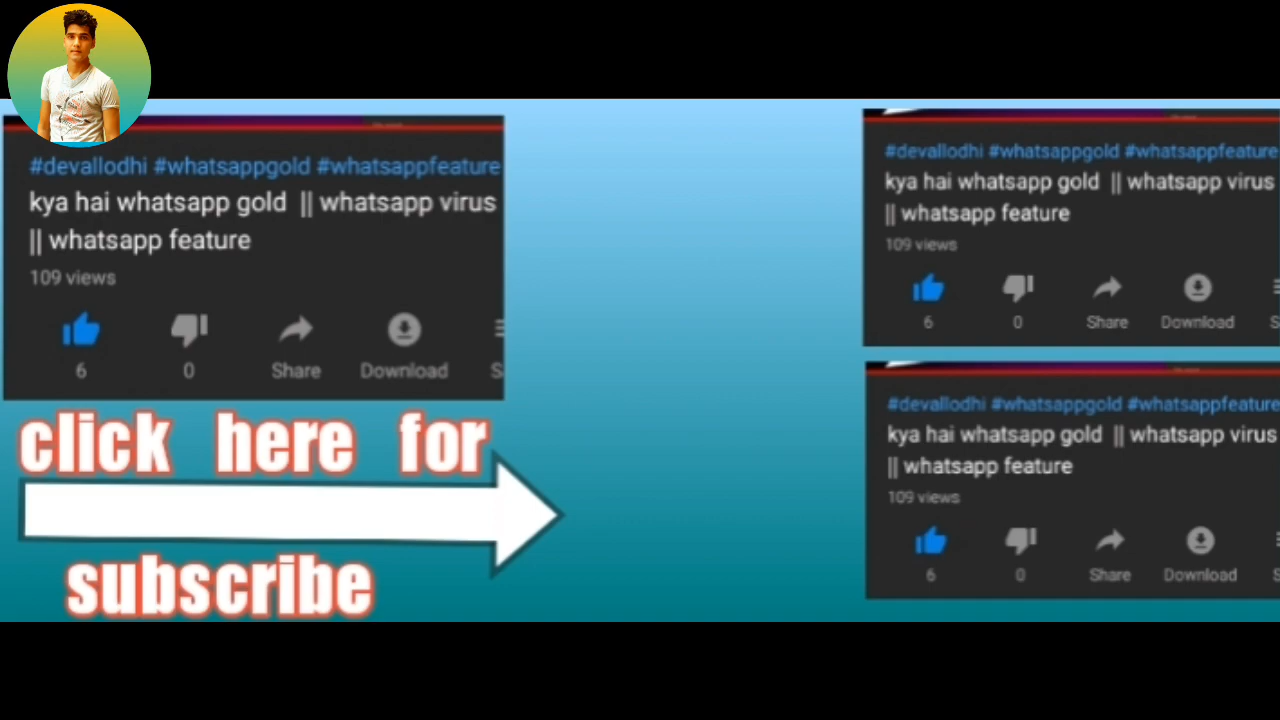 #devallodhi #whatsappgold #whatsappfeature
kya hai whatsapp gold || whatsapp virus
|| whatsapp feature
109 views
6 0 Share Download S
click here for
subscribe
#devallodhi #whatsappgold #whatsappfeature
kya hai whatsapp gold || whatsapp virus
|| whatsapp feature
109 views
6 0 Share Download S
#devallodhi #whatsappgold #whatsappfeature
kya hai whatsapp gold || whatsapp virus
|| whatsapp feature
109 views
6 0 Share Download S